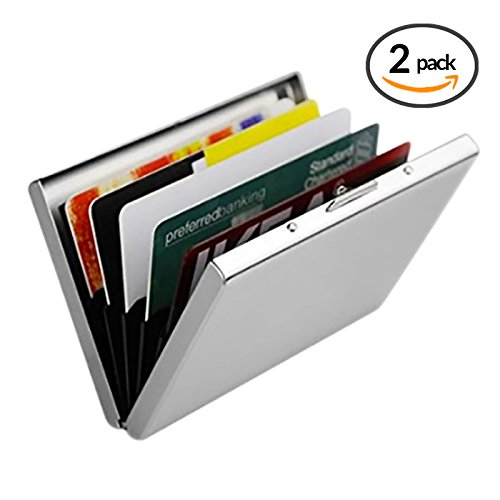 2 pack
Standard
Chartered
preferredbanking
IKEA